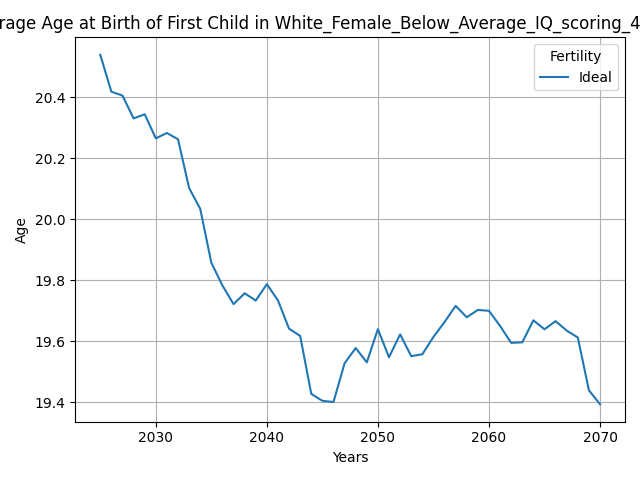 rage Age at Birth of First Child in White_Female_Below_Average_IQ_scoring_4
Fertility
Ideal
Age
20.4
20.2
20.0
19.8
19.6
19.4
2030 2040 2050 2060 2070
Years